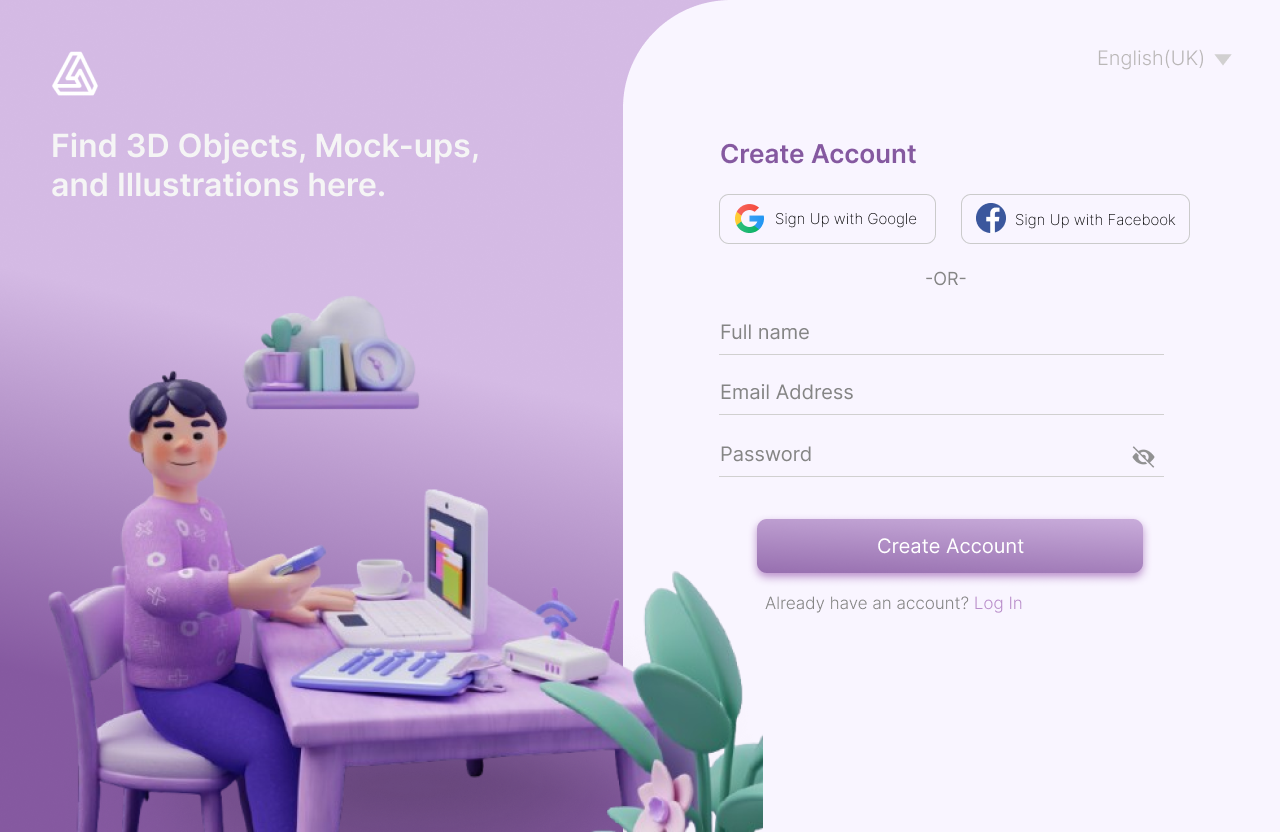 Find 3D Objects, Mock-ups,
and Illustrations here.
English(UK)
Create Account
Sign Up with Google
Sign Up with Facebook
-OR-
Full name
Email Address
Password
Create Account
Already have an account? Log In